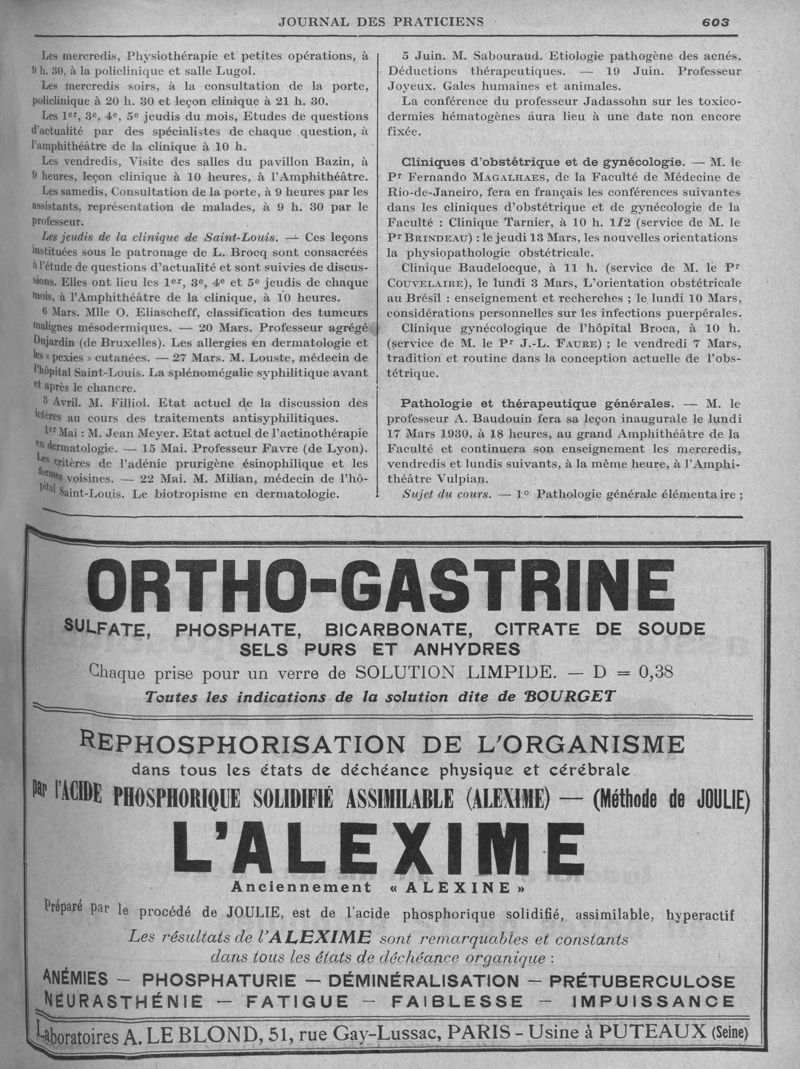 JOURNAL DES PRATICIENS 603
Les mercredis, Physiothérapie et petites opérations, à
9 h. 30, à la policlinique et salle Lugol.
Les mercredis soirs, à la consultation de la porte,
policlinique à 20 h. 30 et leçon clinique à 21 h. 30.
Les 1er, 3e, 4e, 5e jeudis du mois, Etudes de questions
d'actualité par des spécialistes de chaque question, à
l'amphithéâtre de la clinique à 10 h.
Les vendredis, Visite des salles du pavillon Bazin, à
9 heures, leçon clinique à 10 heures, à l'Amphithéâtre.
Les samedis, Consultation de la porte, à 9 heures par les
assistants, représentation de malades, à 9 h. 30 par le
professeur.
Les jeudis de la clinique de Saint-Louis. — Ces leçons
instituées sous le patronage de L. Brocq sont consacrées
à l'étude de questions d'actualité et sont suivies de discus-
sions. Elles ont lieu les 1er, 3e, 4e et 5e jeudis de chaque
mois, à l'Amphithéâtre de la clinique, à 10 heures.
6 Mars. Mlle O. Eliascheff, classification des tumeurs
malignes mésodermiques. — 20 Mars. Professeur agrégé
Dujardin (de Bruxelles). Les allergies en dermatologie et
les « pexies » cutanées. — 27 Mars. M. Louste, médecin de
l'hôpital Saint-Louis. La splénomégalie syphilitique avant
et après le chancre.
3 Avril. M. Filliol. Etat actuel de la discussion des
ictères au cours des traitements antisyphilitiques.
1er Mai : M. Jean Meyer. Etat actuel de l'actinothérapie
en dermatologie. — 15 Mai. Professeur Favre (de Lyon).
Les critères de l'adénie prurigène ésinophilique et les
formes voisines. — 22 Mai. M. Milian, médecin de l'hô-
pital Saint-Louis. Le biotropisme en dermatologie.
5 Juin. M. Sabouraud. Etiologie pathogène des acnés.
Déductions thérapeutiques. — 19 Juin. Professeur
Joyeux. Gales humaines et animales.
La conférence du professeur Jadassohn sur les toxico-
dermies hématogènes aura lieu à une date non encore
fixée.
Cliniques d'obstétrique et de gynécologie. — M. le
Pr Fernando MAGALHAES, de la Faculté de Médecine de
Rio-de-Janeiro, fera en français les conférences suivantes
dans les cliniques d'obstétrique et de gynécologie de la
Faculté : Clinique Tarnier, à 10 h. 1/2 (service de M. le
Pr BRINDEAU) : le jeudi 13 Mars, les nouvelles orientations
la physiopathologie obstétricale.
Clinique Baudelocque, à 11 h. (service de M. le Pr
COUVELAIRE), le lundi 3 Mars, L'orientation obstétricale
au Brésil : enseignement et recherches ; le lundi 10 Mars,
considérations personnelles sur les infections puerpérales.
Clinique gynécologique de l'hôpital Broca, à 10 h.
(service de M. le Pr J.-L. FAURE) ; le vendredi 7 Mars,
tradition et routine dans la conception actuelle de l'obs-
tétrique.
Pathologie et thérapeutique générales. — M. le
professeur A. Baudouin fera sa leçon inaugurale le lundi
17 Mars 1930, à 18 heures, au grand Amphithéâtre de la
Faculté et continuera son enseignement les mercredis,
vendredis et lundis suivants, à la même heure, à l'Amphi-
théâtre Vulpian.
Sujet du cours. — 1o Pathologie générale élémentaire ;
ORTHO-GASTRINE
SULFATE, PHOSPHATE, BICARBONATE, CITRATE DE SOUDE
SELS PURS ET ANHYDRES
Chaque prise pour un verre de SOLUTION LIMPIDE. — D = 0,38
Toutes les indications de la solution dite de BOURGET
REPHOSPHORISATION DE L'ORGANISME
dans tous les états de déchéance physique et cérébrale
par l'ACIDE PHOSPHORIQUE SOLIDIFIÉ ASSIMILABLE (ALEXIME) — (Méthode de JOULIE)
L'ALEXIME
Anciennement « ALEXINE »
Préparé par le procédé de JOULIE, est de l'acide phosphorique solidifié, assimilable, hyperactif
Les résultats de l'ALEXIME sont remarquables et constants
dans tous les états de déchéance organique :
ANÉMIES — PHOSPHATURIE — DÉMINÉRALISATION — PRÉTUBERCULOSE
NEURASTHÉNIE — FATIGUE — FAIBLESSE — IMPUISSANCE
Laboratoires A. LE BLOND, 51, rue Gay-Lussac, PARIS - Usine à PUTEAUX (Seine)